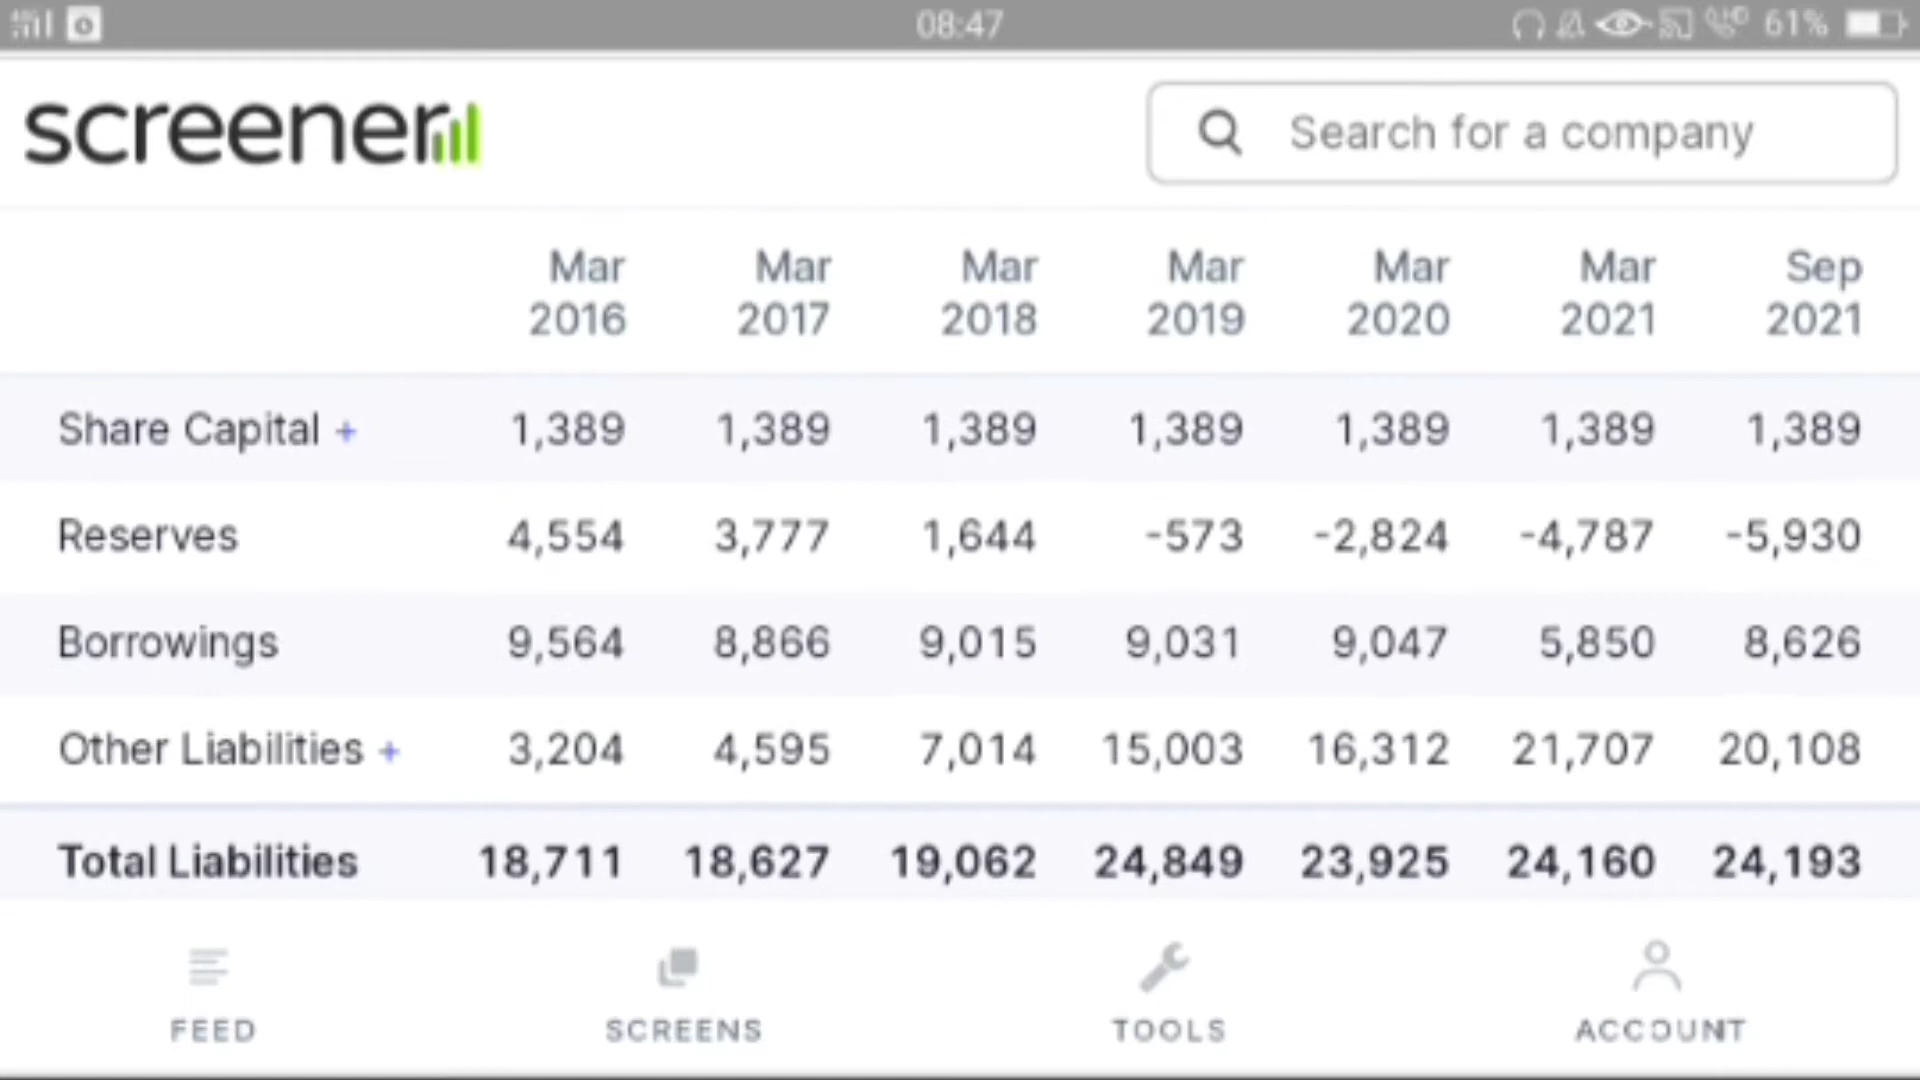 08:47 61%
screener Search for a company
Mar Mar Mar Mar Mar Mar Sep
2016 2017 2018 2019 2020 2021 2021
Share Capital + 1,389 1,389 1,389 1,389 1,389 1,389 1,389
Reserves 4,554 3,777 1,644 -573 -2,824 -4,787 -5,930
Borrowings 9,564 8,866 9,015 9,031 9,047 5,850 8,626
Other Liabilities + 3,204 4,595 7,014 15,003 16,312 21,707 20,108
Total Liabilities 18,711 18,627 19,062 24,849 23,925 24,160 24,193
FEED SCREENS TOOLS ACCOUNT